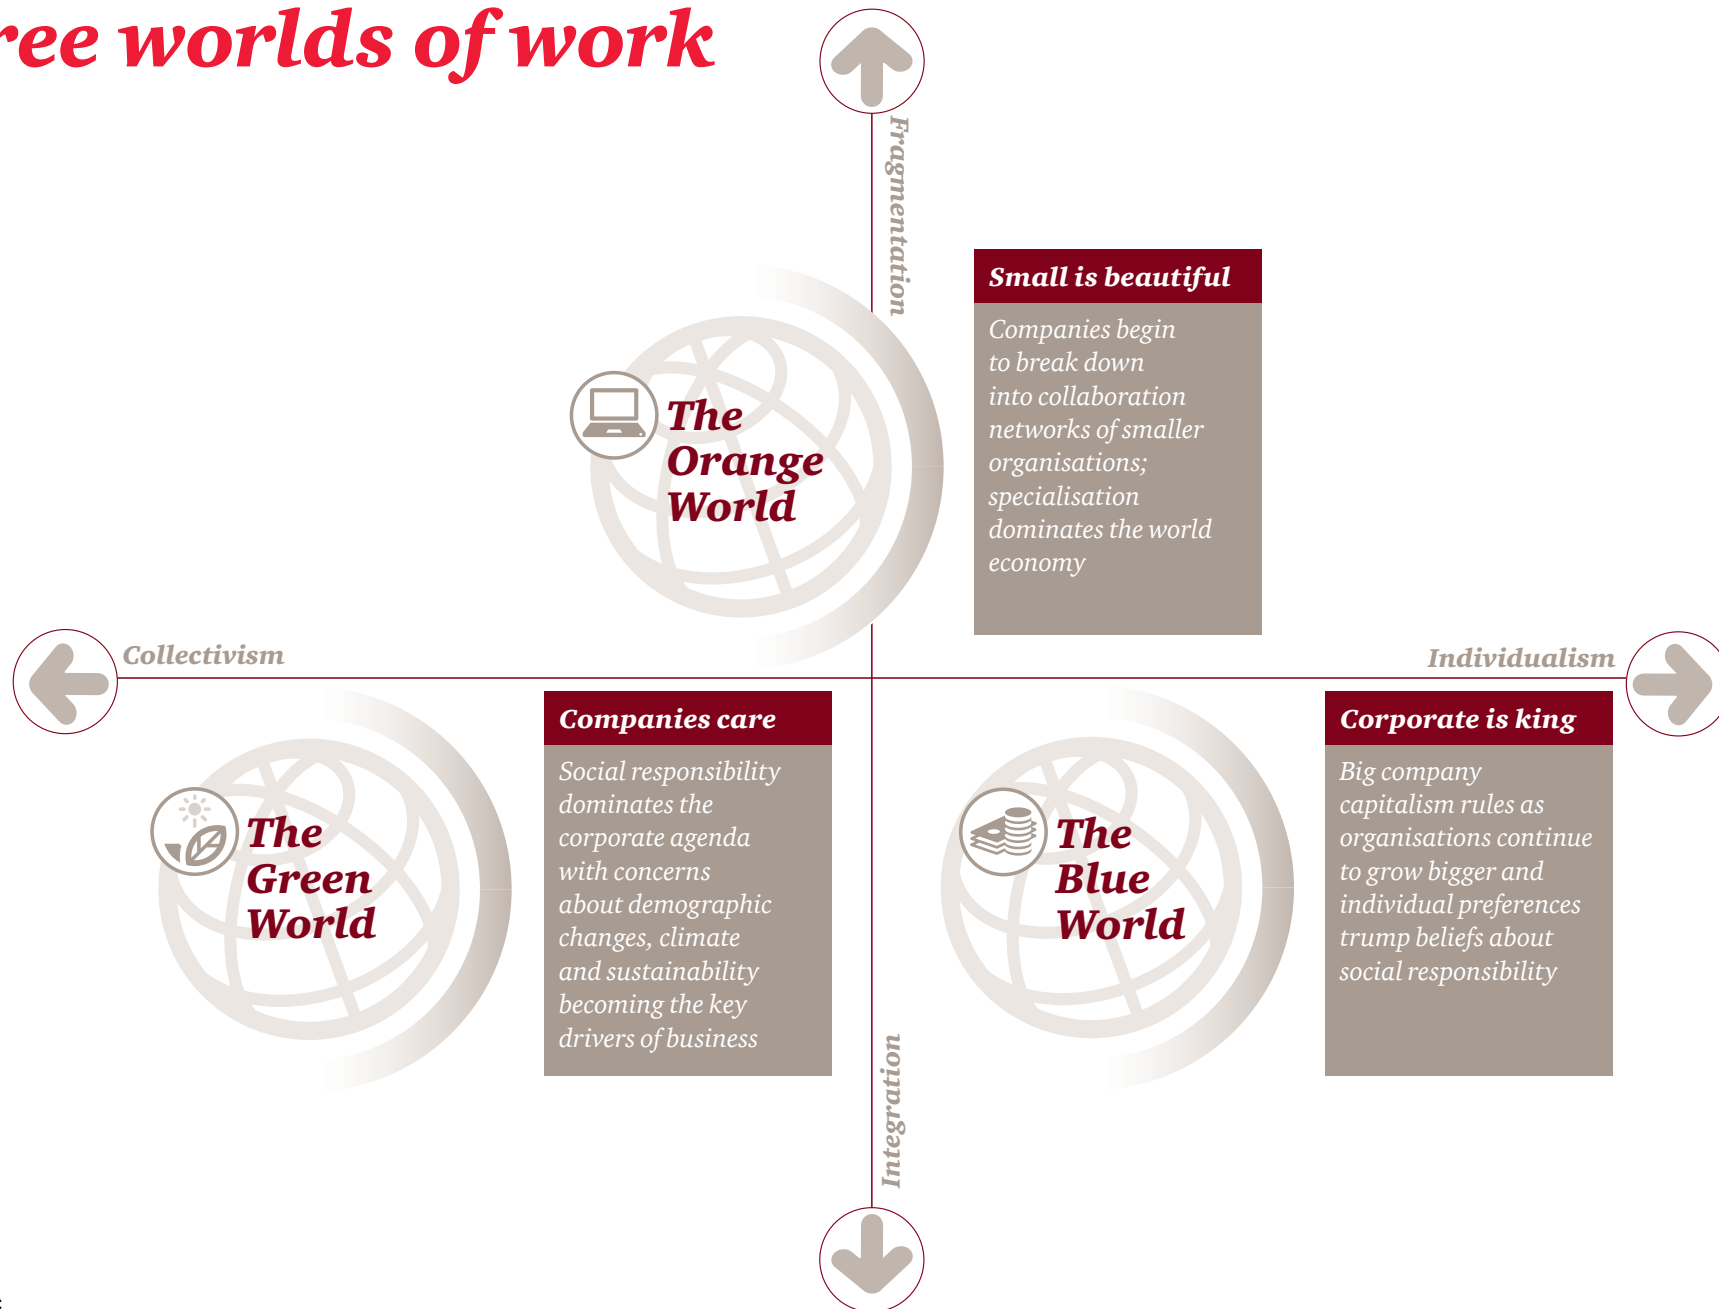 ree worlds of work
Fragmentation
Small is beautiful
Companies begin
to break down
into collaboration
networks of smaller
organisations;
specialisation
dominates the world
economy
The
Orange
World
Collectivism
Individualism
The
Green
World
Companies care
Social responsibility
dominates the
corporate agenda
with concerns
about demographic
changes, climate
and sustainability
becoming the key
drivers of business
The
Blue
World
Corporate is king
Big company
capitalism rules as
organisations continue
to grow bigger and
individual preferences
trump beliefs about
social responsibility
Integration